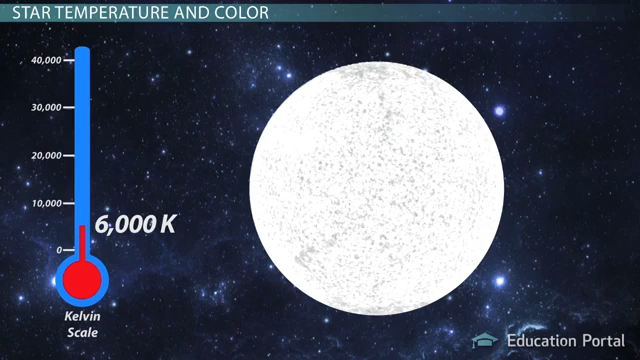 STAR TEMPERATURE AND COLOR
40,000
30,000
20,000
10,000
6,000 K
0
Kelvin
Scale
Education Portal